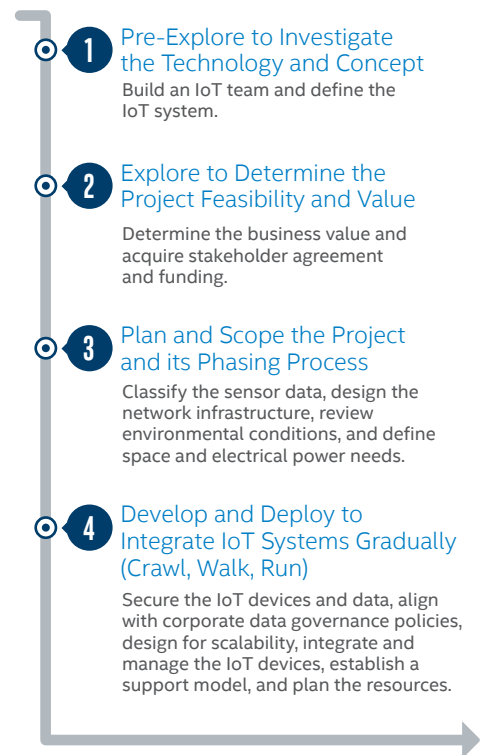 1
Pre-Explore to Investigate
the Technology and Concept
Build an IoT team and define the
IoT system.
2
Explore to Determine the
Project Feasibility and Value
Determine the business value and
acquire stakeholder agreement
and funding.
3
Plan and Scope the Project
and its Phasing Process
Classify the sensor data, design the
network infrastructure, review
environmental conditions, and define
space and electrical power needs.
4
Develop and Deploy to
Integrate IoT Systems Gradually
(Crawl, Walk, Run)
Secure the IoT devices and data, align
with corporate data governance policies,
design for scalability, integrate and
manage the IoT devices, establish a
support model, and plan the resources.